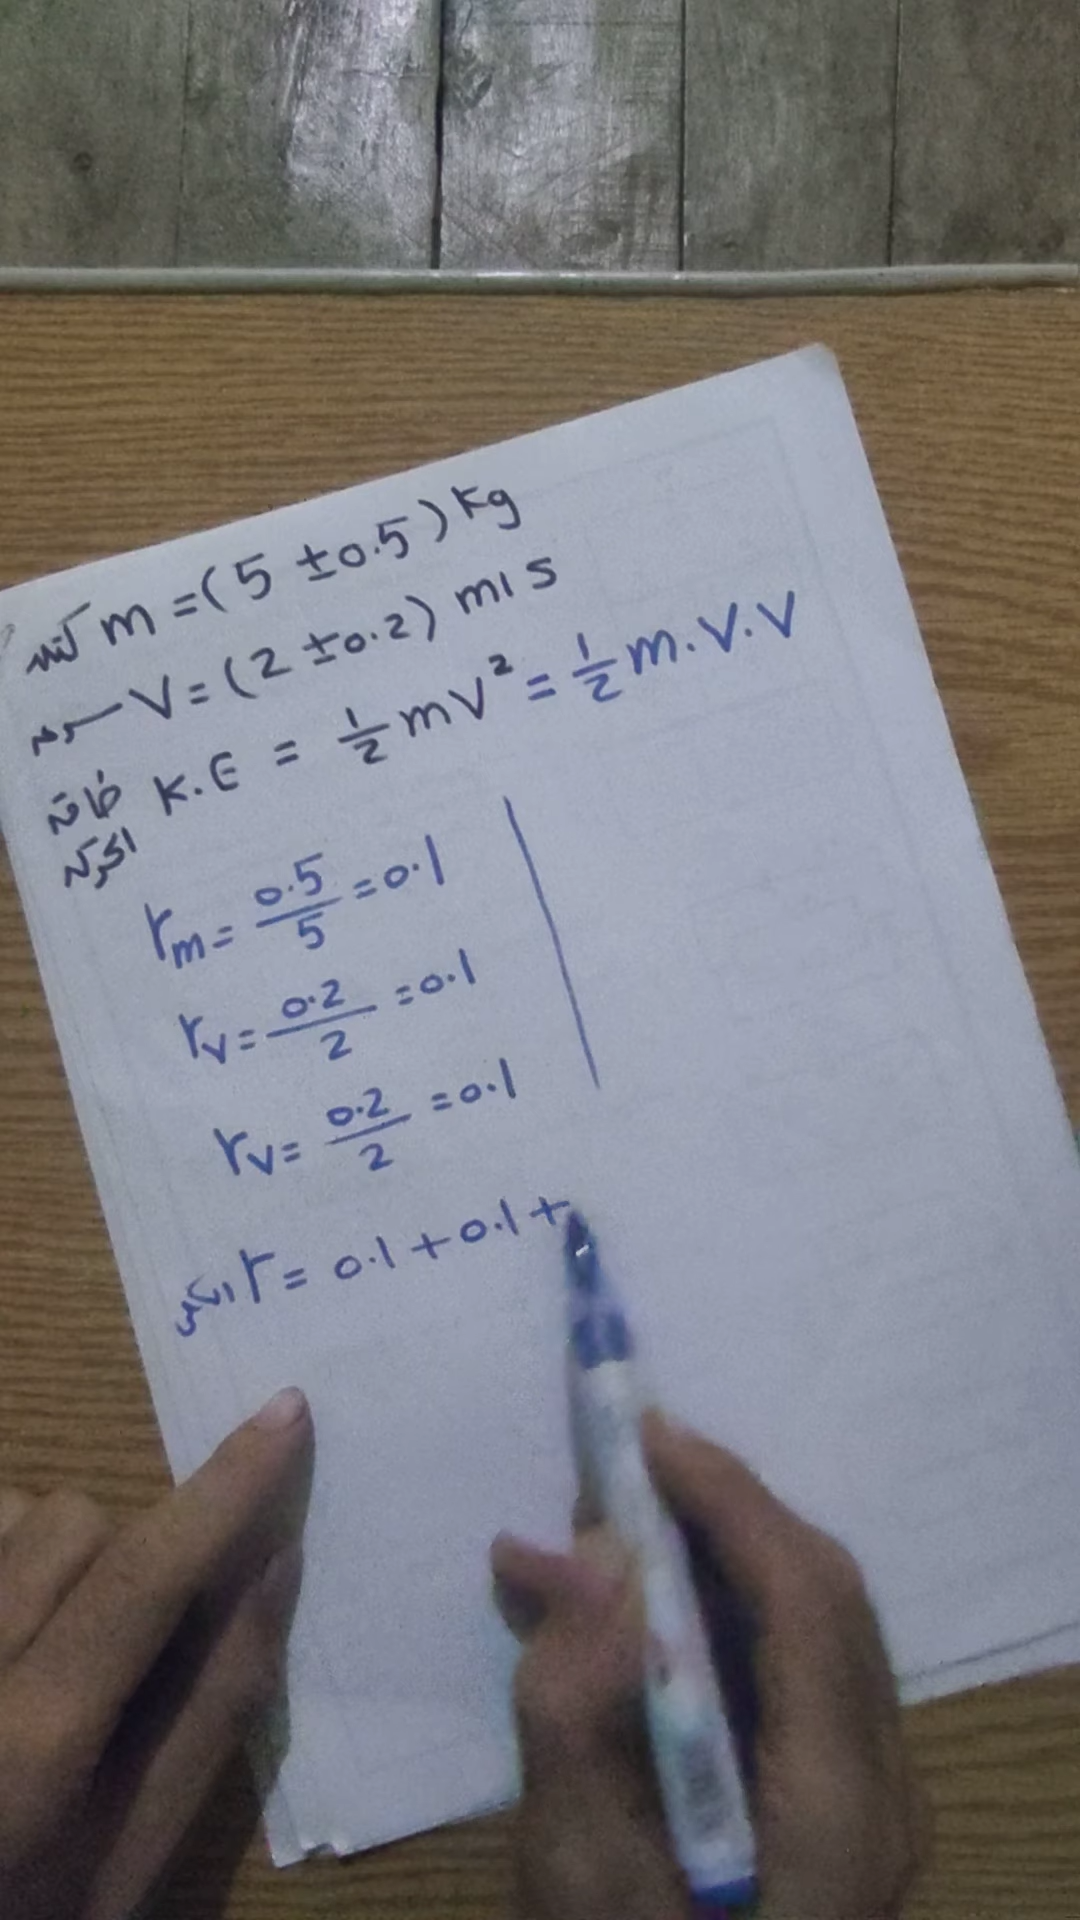 كتلة m = (5 ± 0.5) Kg
سرعة V = (2 ± 0.2) m/s
طاقة الحركة K.E = 1/2 mV² = 1/2 m.V.V
rm = 0.5/5 = 0.1
rv = 0.2/2 = 0.1
rv = 0.2/2 = 0.1
r = 0.1 + 0.1 +